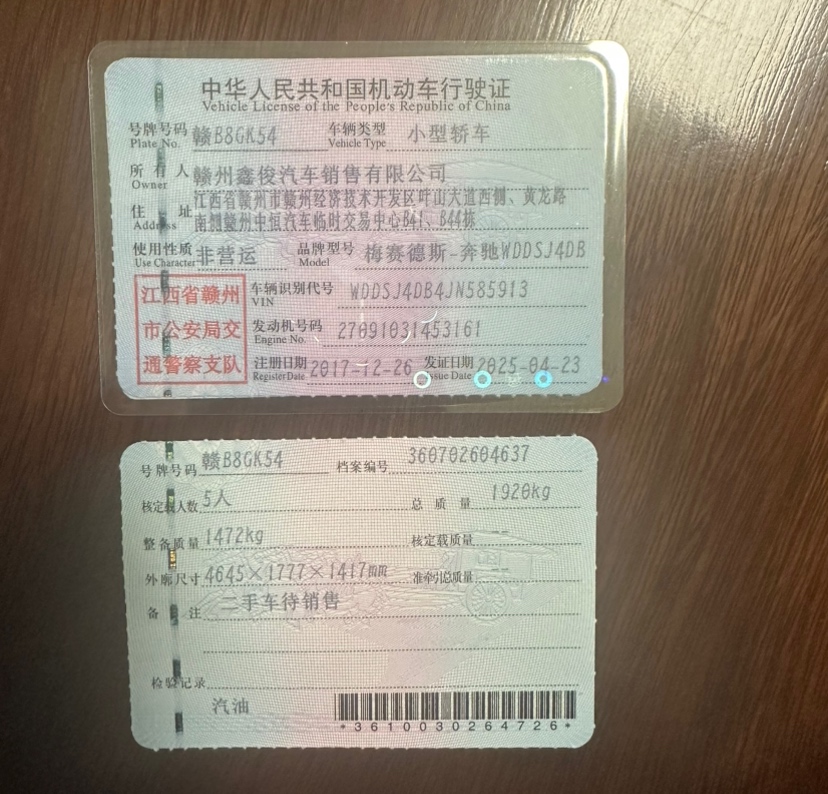 中华人民共和国机动车行驶证
Vehicle License of the People's Republic of China
号牌号码 赣B8GK54 车辆类型 小型轿车
Plate No. Vehicle Type
所有人 赣州鑫俊汽车销售有限公司
Owner
住址 江西省赣州市赣州经济技术开发区叶山大道西侧、黄龙路
Address 南侧赣州中恒汽车临时交易中心B41、B44栋
使用性质 非营运 品牌型号 梅赛德斯-奔驰WDDSJ4DB
Use Character Model
江西省赣州
市公安局交
通警察支队
车辆识别代号 WDDSJ4DB4JN585913
VIN
发动机号码 27091031453161
Engine No.
注册日期 2017-12-26 发证日期 2025-04-23
Register Date Issue Date
号牌号码 赣B8GK54 档案编号 360702604637
核定载人数 5人 总质量 1920kg
整备质量 1472kg 核定载质量 --
外廓尺寸 4645×1777×1417mm 准牵引总质量 --
备注 二手车待销售
检验记录
汽油
*3610030264726*